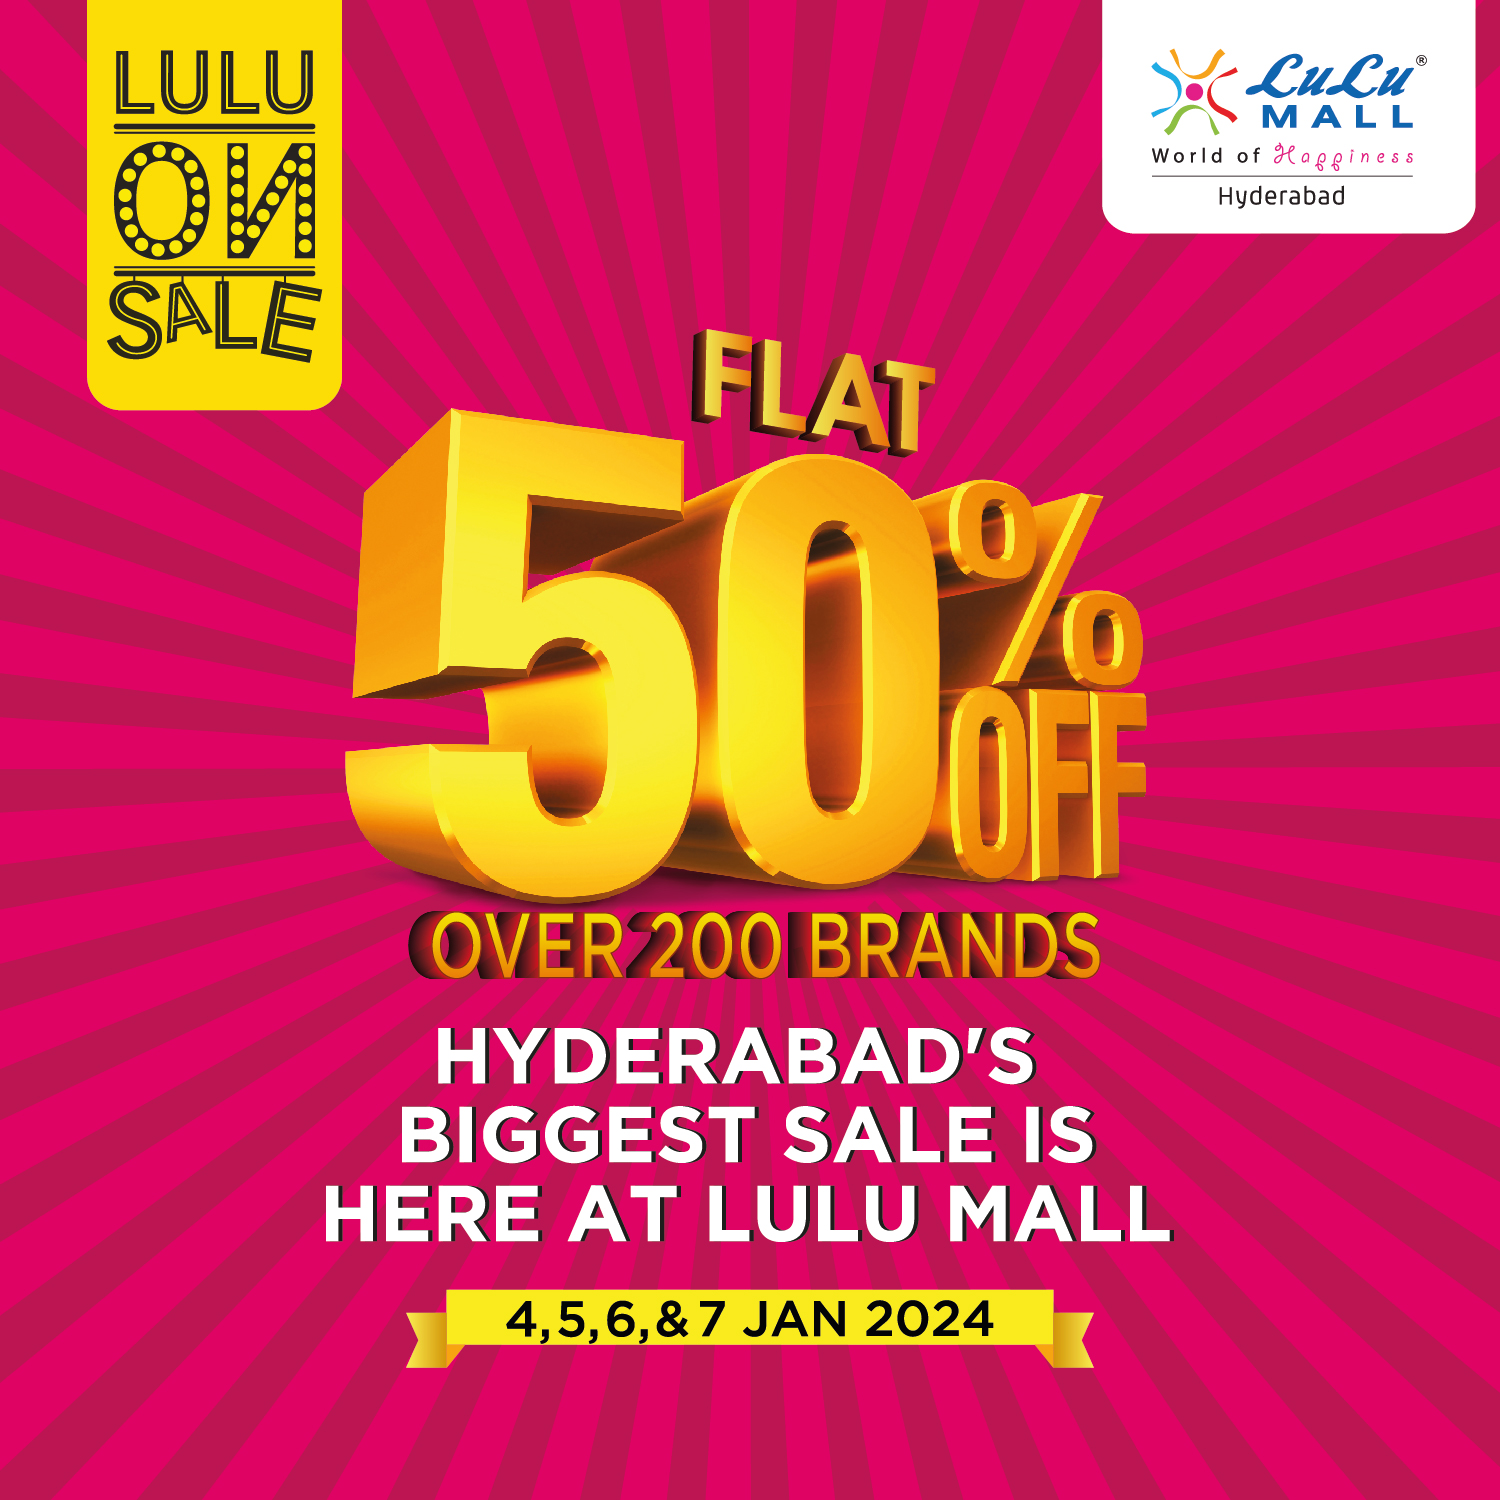 LULU
ON
SALE
LuLu®
MALL
World of Happiness
Hyderabad
FLAT
50%
OFF
OVER 200 BRANDS
HYDERABAD'S
BIGGEST SALE IS
HERE AT LULU MALL
4,5,6,&7 JAN 2024